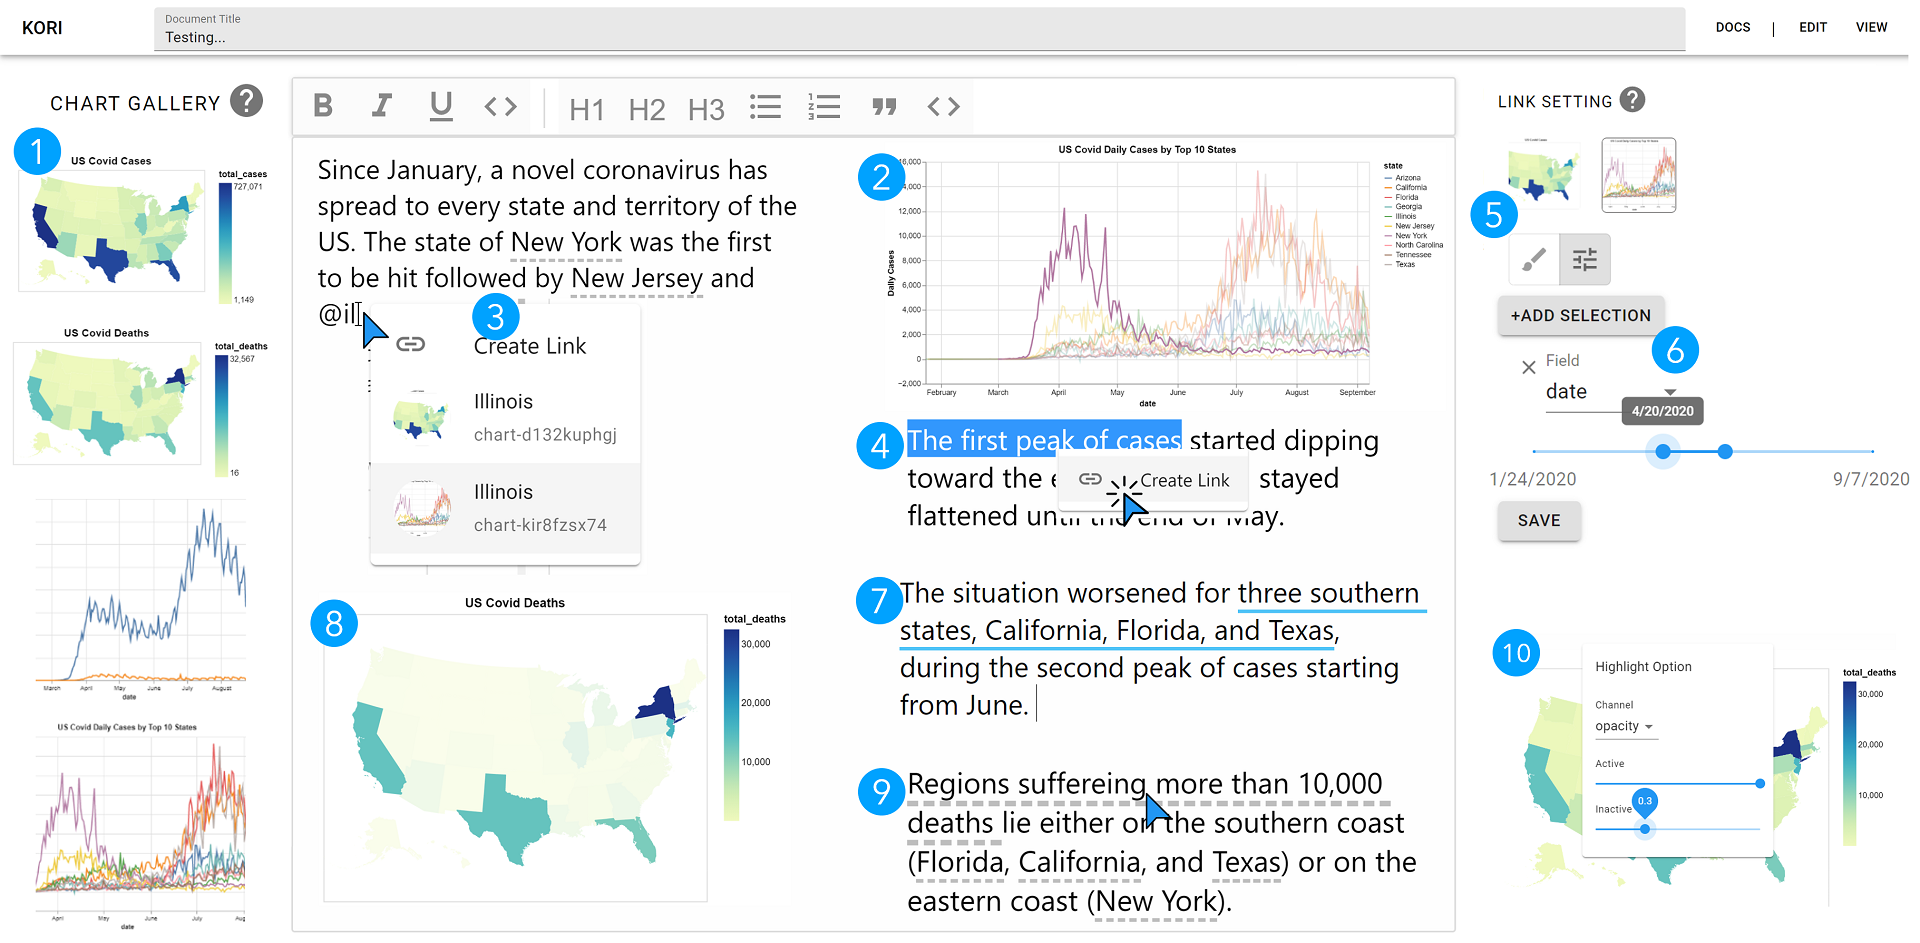 KORI
Document Title
Testing...
DOCS | EDIT VIEW
CHART GALLERY ?
1
US Covid Cases
total_cases
727,071
1,149
US Covid Deaths
total_deaths
32,567
16
March April May June July August
date
US Covid Daily Cases by Top 10 States
April May June July Aug
date
B I U <> H1 H2 H3 <>
Since January, a novel coronavirus has
spread to every state and territory of the
US. The state of New York was the first
to be hit followed by New Jersey and
@il
3
Create Link
Illinois
chart-d132kuphgj
Illinois
chart-kir8fzsx74
8
US Covid Deaths
total_deaths
30,000
20,000
10,000
2
US Covid Daily Cases by Top 10 States
6,000
4,000
12,000
10,000
8,000
6,000
4,000
2,000
0
−2,000
Daily Cases
February March April May June July August September
date
state
Arizona
California
Florida
Georgia
Illinois
New Jersey
New York
North Carolina
Tennessee
Texas
4
The first peak of cases started dipping
toward the e stayed
flattened until the end of May.
Create Link
7
The situation worsened for three southern
states, California, Florida, and Texas,
during the second peak of cases starting
from June.
9
Regions suffereing more than 10,000
deaths lie either on the southern coast
(Florida, California, and Texas) or on the
eastern coast (New York).
LINK SETTING ?
US Covid Cases
5
+ADD SELECTION
6
Field
date
4/20/2020
1/24/2020 9/7/2020
SAVE
10
Highlight Option
Channel
opacity
Active
Inactive
0.3
total_deaths
30,000
20,000
10,000